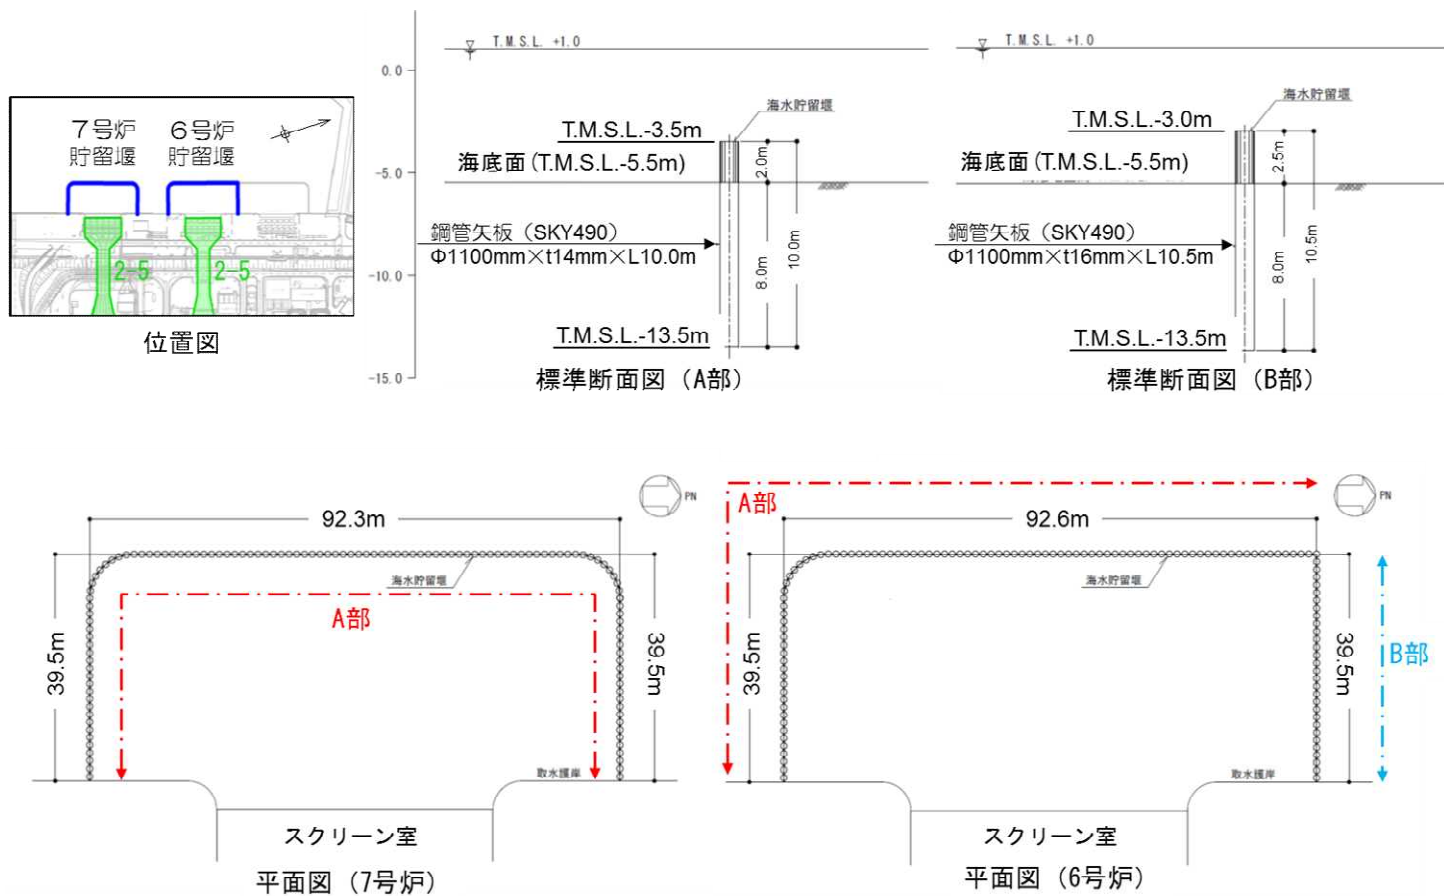 7号炉
貯留堰
6号炉
貯留堰
2-5
2-5
位置図
0.0
-5.0
-10.0
-15.0
T.M.S.L. +1.0
海水貯留堰
T.M.S.L.-3.5m
海底面(T.M.S.L.-5.5m)
2.0m
鋼管矢板（SKY490）
Φ1100mm×t14mm×L10.0m
8.0m
10.0m
T.M.S.L.-13.5m
標準断面図（A部）
T.M.S.L. +1.0
海水貯留堰
T.M.S.L.-3.0m
海底面(T.M.S.L.-5.5m)
2.5m
鋼管矢板（SKY490）
Φ1100mm×t16mm×L10.5m
8.0m
10.5m
T.M.S.L.-13.5m
標準断面図（B部）
PN
92.3m
海水貯留堰
A部
39.5m
39.5m
取水護岸
スクリーン室
平面図（7号炉）
A部
PN
92.6m
海水貯留堰
39.5m
39.5m
B部
取水護岸
スクリーン室
平面図（6号炉）